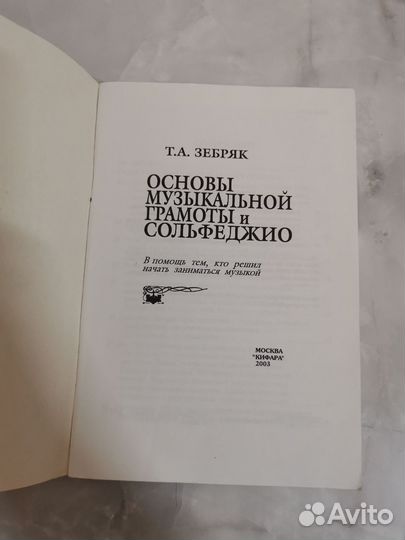 Т.А. ЗЕБРЯК
ОСНОВЫ
МУЗЫКАЛЬНОЙ
ГРАМОТЫ и
СОЛЬФЕДЖИО
В помощь тем, кто решил
начать заниматься музыкой
МОСКВА
"КИФАРА"
2003
Avito